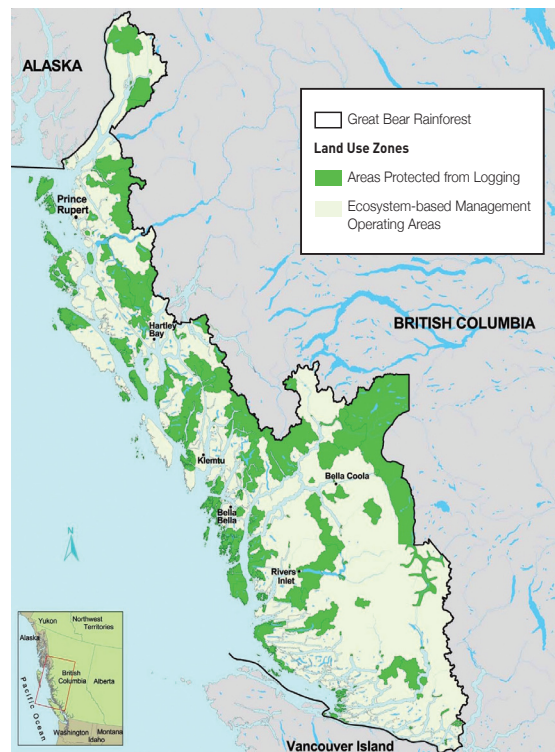 ALASKA
Great Bear Rainforest
Land Use Zones
Areas Protected from Logging
Ecosystem-based Management
Operating Areas
Prince
Rupert
Hartley
Bay
BRITISH COLUMBIA
Klemtu
Bella Coola
Bella
Bella
Rivers
Inlet
N
Vancouver Island
Yukon
Northwest
Territories
Alaska
British
Columbia
Alberta
Pacific Ocean
Washington
Montana
Idaho